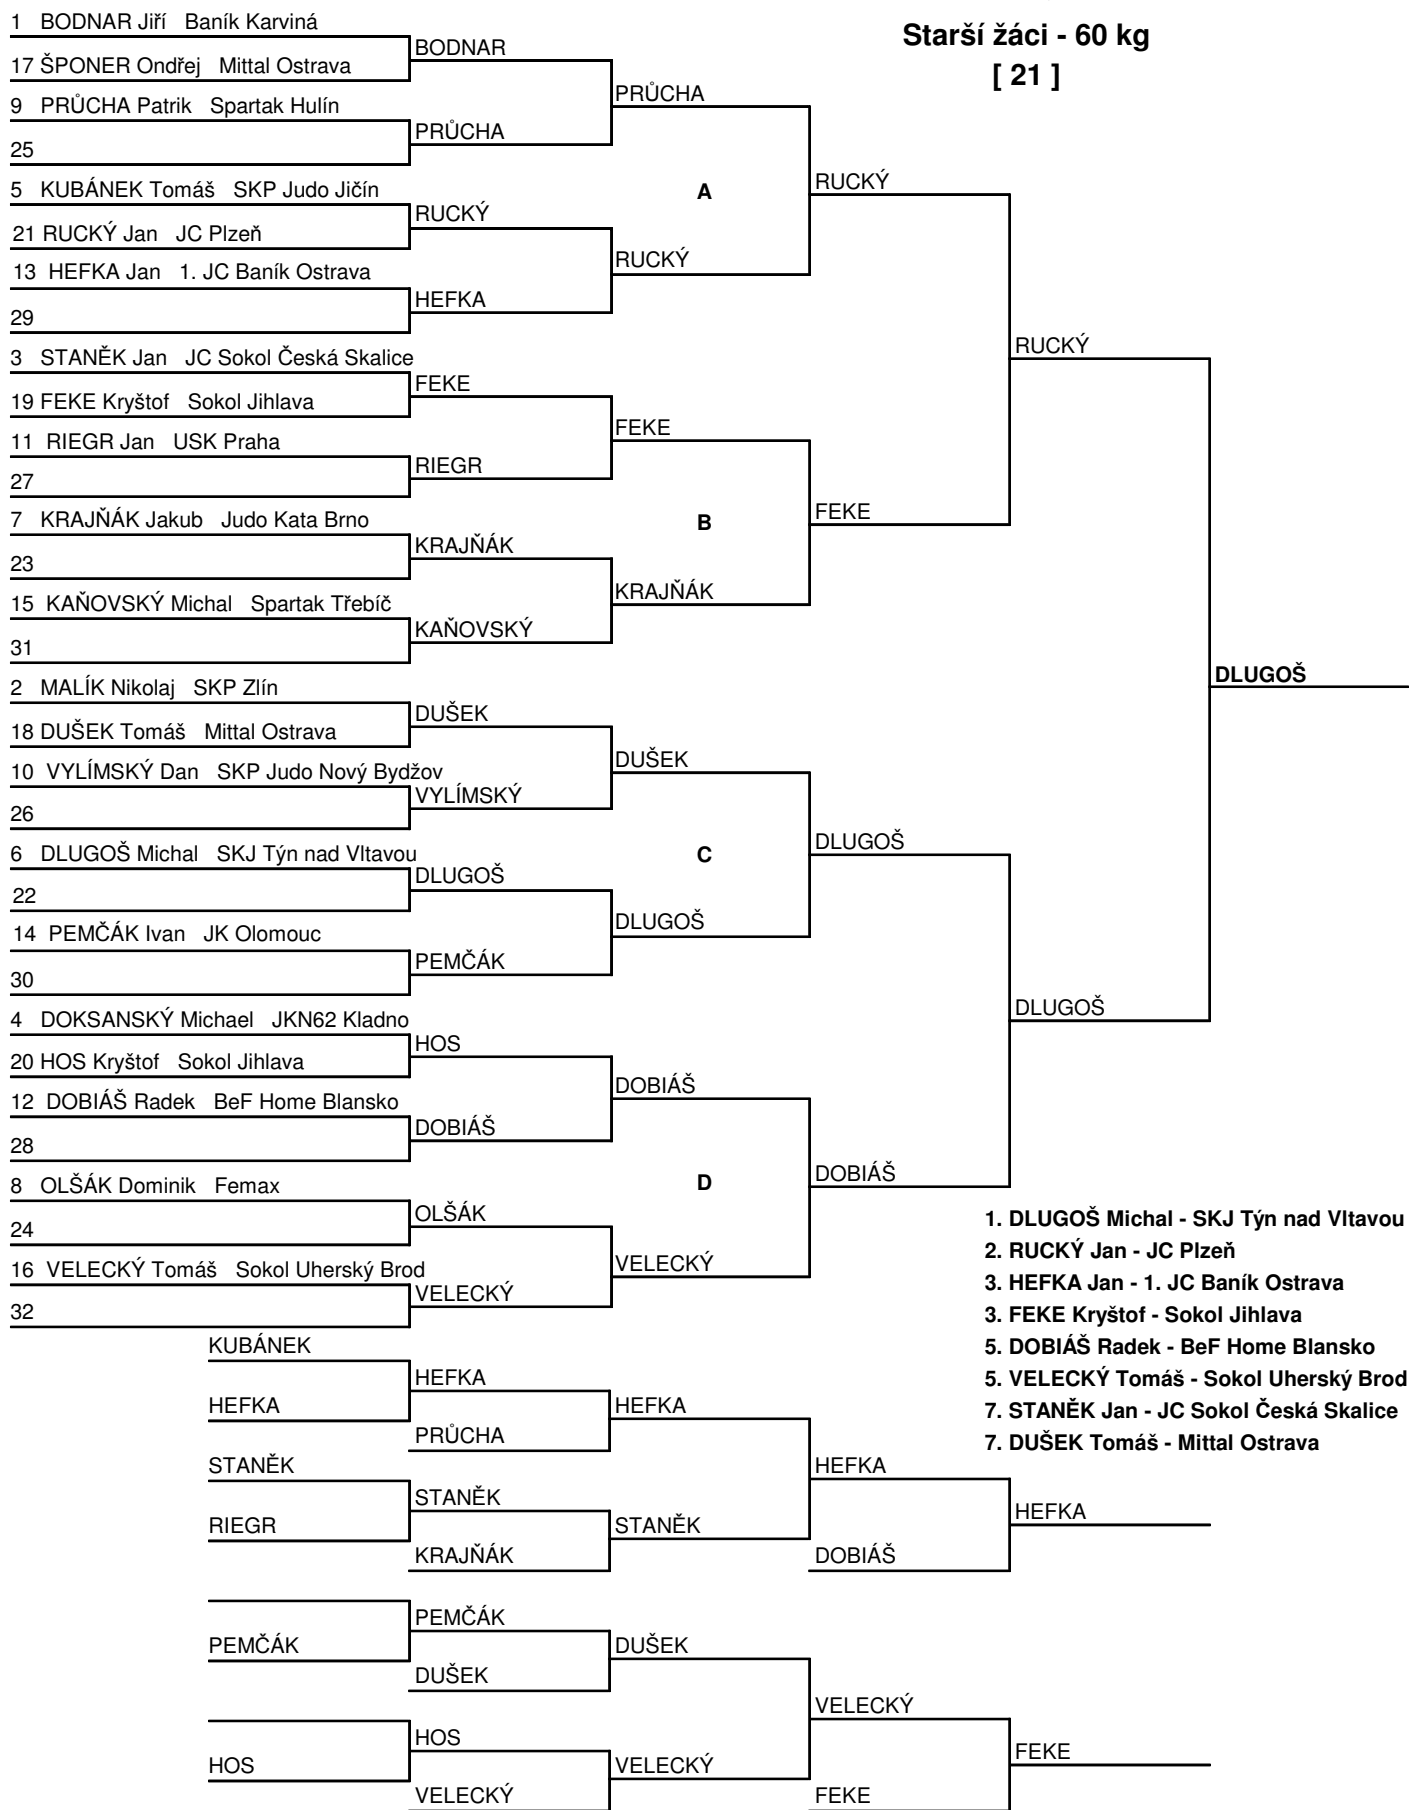 Starší žáci - 60 kg
[ 21 ]
1 BODNAR Jiří Baník Karviná
17 ŠPONER Ondřej Mittal Ostrava
9 PRŮCHA Patrik Spartak Hulín
25
5 KUBÁNEK Tomáš SKP Judo Jičín
21 RUCKÝ Jan JC Plzeň
13 HEFKA Jan 1. JC Baník Ostrava
29
3 STANĚK Jan JC Sokol Česká Skalice
19 FEKE Kryštof Sokol Jihlava
11 RIEGR Jan USK Praha
27
7 KRAJŇÁK Jakub Judo Kata Brno
23
15 KAŇOVSKÝ Michal Spartak Třebíč
31
2 MALÍK Nikolaj SKP Zlín
18 DUŠEK Tomáš Mittal Ostrava
10 VYLÍMSKÝ Dan SKP Judo Nový Bydžov
26
6 DLUGOŠ Michal SKJ Týn nad Vltavou
22
14 PEMČÁK Ivan JK Olomouc
30
4 DOKSANSKÝ Michael JKN62 Kladno
20 HOS Kryštof Sokol Jihlava
12 DOBIÁŠ Radek BeF Home Blansko
28
8 OLŠÁK Dominik Femax
24
16 VELECKÝ Tomáš Sokol Uherský Brod
32
BODNAR
PRŮCHA
RUCKÝ
HEFKA
FEKE
RIEGR
KRAJŇÁK
KAŇOVSKÝ
DUŠEK
VYLÍMSKÝ
DLUGOŠ
PEMČÁK
HOS
DOBIÁŠ
OLŠÁK
VELECKÝ
PRŮCHA
A
RUCKÝ
FEKE
B
KRAJŇÁK
DUŠEK
C
DLUGOŠ
DOBIÁŠ
D
VELECKÝ
RUCKÝ
FEKE
DLUGOŠ
DOBIÁŠ
RUCKÝ
DLUGOŠ
DLUGOŠ
1. DLUGOŠ Michal - SKJ Týn nad Vltavou
2. RUCKÝ Jan - JC Plzeň
3. HEFKA Jan - 1. JC Baník Ostrava
3. FEKE Kryštof - Sokol Jihlava
5. DOBIÁŠ Radek - BeF Home Blansko
5. VELECKÝ Tomáš - Sokol Uherský Brod
7. STANĚK Jan - JC Sokol Česká Skalice
7. DUŠEK Tomáš - Mittal Ostrava
KUBÁNEK
HEFKA
STANĚK
RIEGR
PEMČÁK
HOS
HEFKA
PRŮCHA
STANĚK
KRAJŇÁK
PEMČÁK
DUŠEK
HOS
VELECKÝ
HEFKA
STANĚK
DUŠEK
VELECKÝ
HEFKA
DOBIÁŠ
VELECKÝ
FEKE
HEFKA
FEKE